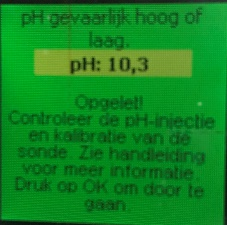 pH gevaarlijk hoog of
laag.
pH: 10,3
Opgelet!
Controleer de pH-injectie
en kalibratie van de
sonde. Zie handleiding
voor meer informatie.
Druk op OK om door te
gaan.